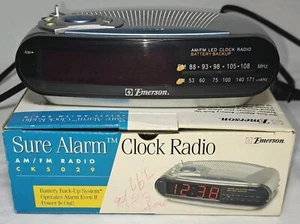 AM/FM LED CLOCK RADIO
BATTERY BACKUP
88 • 93 • 98 • 105 • 108 MHz
53 60 75 100 140 171
Emerson
Sure Alarm™ Clock Radio
AM/FM RADIO
CKS029
Battery Back-Up System*
Operates Alarm Even If
Power Is Out!
Emerson
12:38